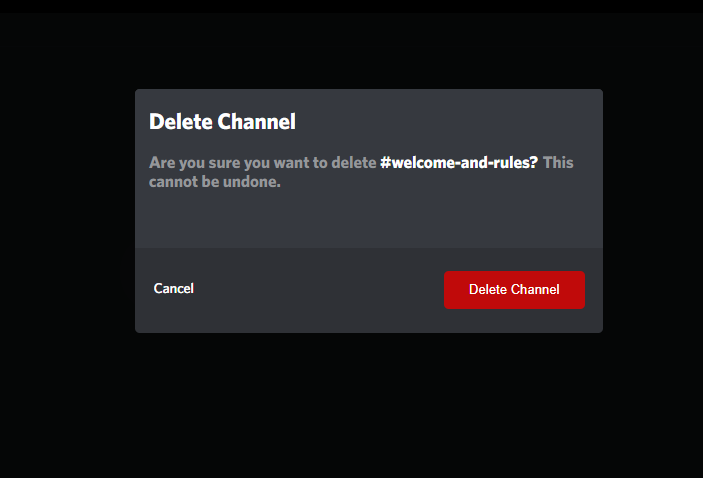 Delete Channel
Are you sure you want to delete #welcome-and-rules? This
cannot be undone.
Cancel
Delete Channel